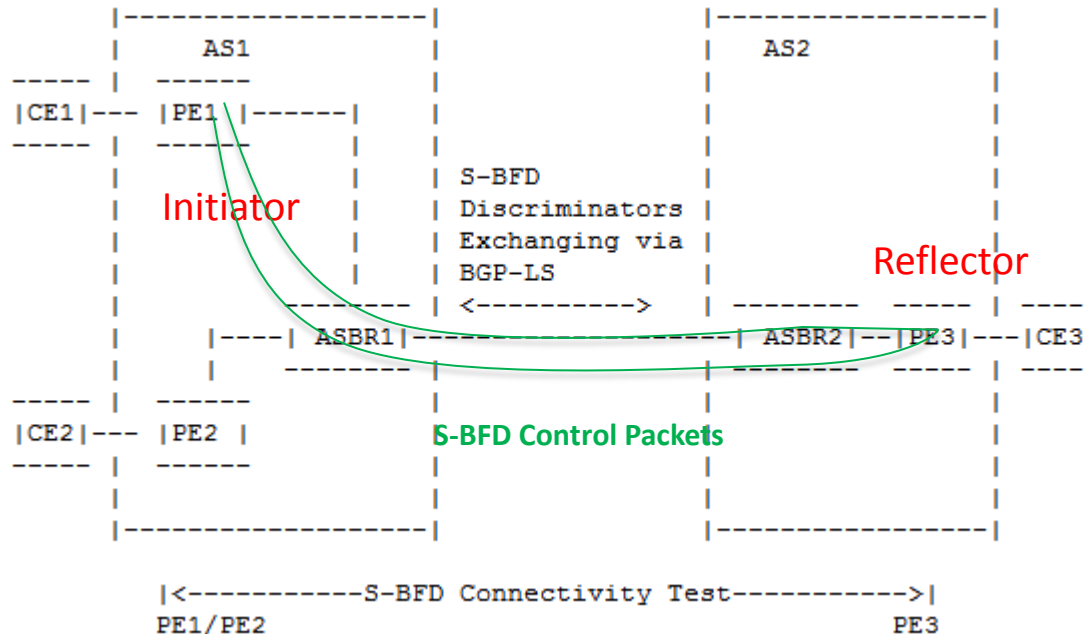 AS1 AS2
CE1 PE1
S-BFD
Initiator Discriminators
Exchanging via
BGP-LS Reflector
ASBR1 ASBR2 PE3 CE3
CE2 PE2 S-BFD Control Packets
S-BFD Connectivity Test
PE1/PE2 PE3